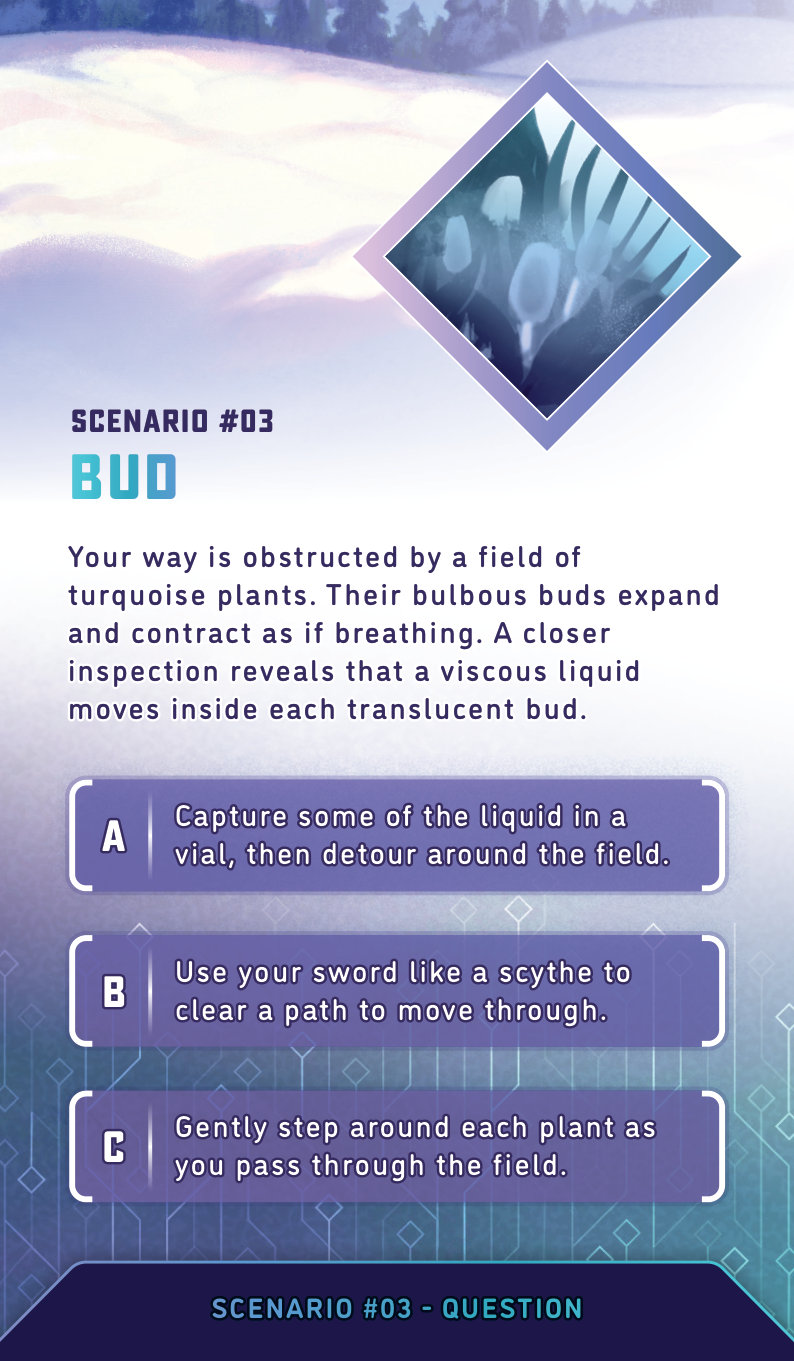 SCENARIO #03
BUD
Your way is obstructed by a field of
turquoise plants. Their bulbous buds expand
and contract as if breathing. A closer
inspection reveals that a viscous liquid
moves inside each translucent bud.
A
Capture some of the liquid in a
vial, then detour around the field.
B
Use your sword like a scythe to
clear a path to move through.
C
Gently step around each plant as
you pass through the field.
SCENARIO #03 - QUESTION